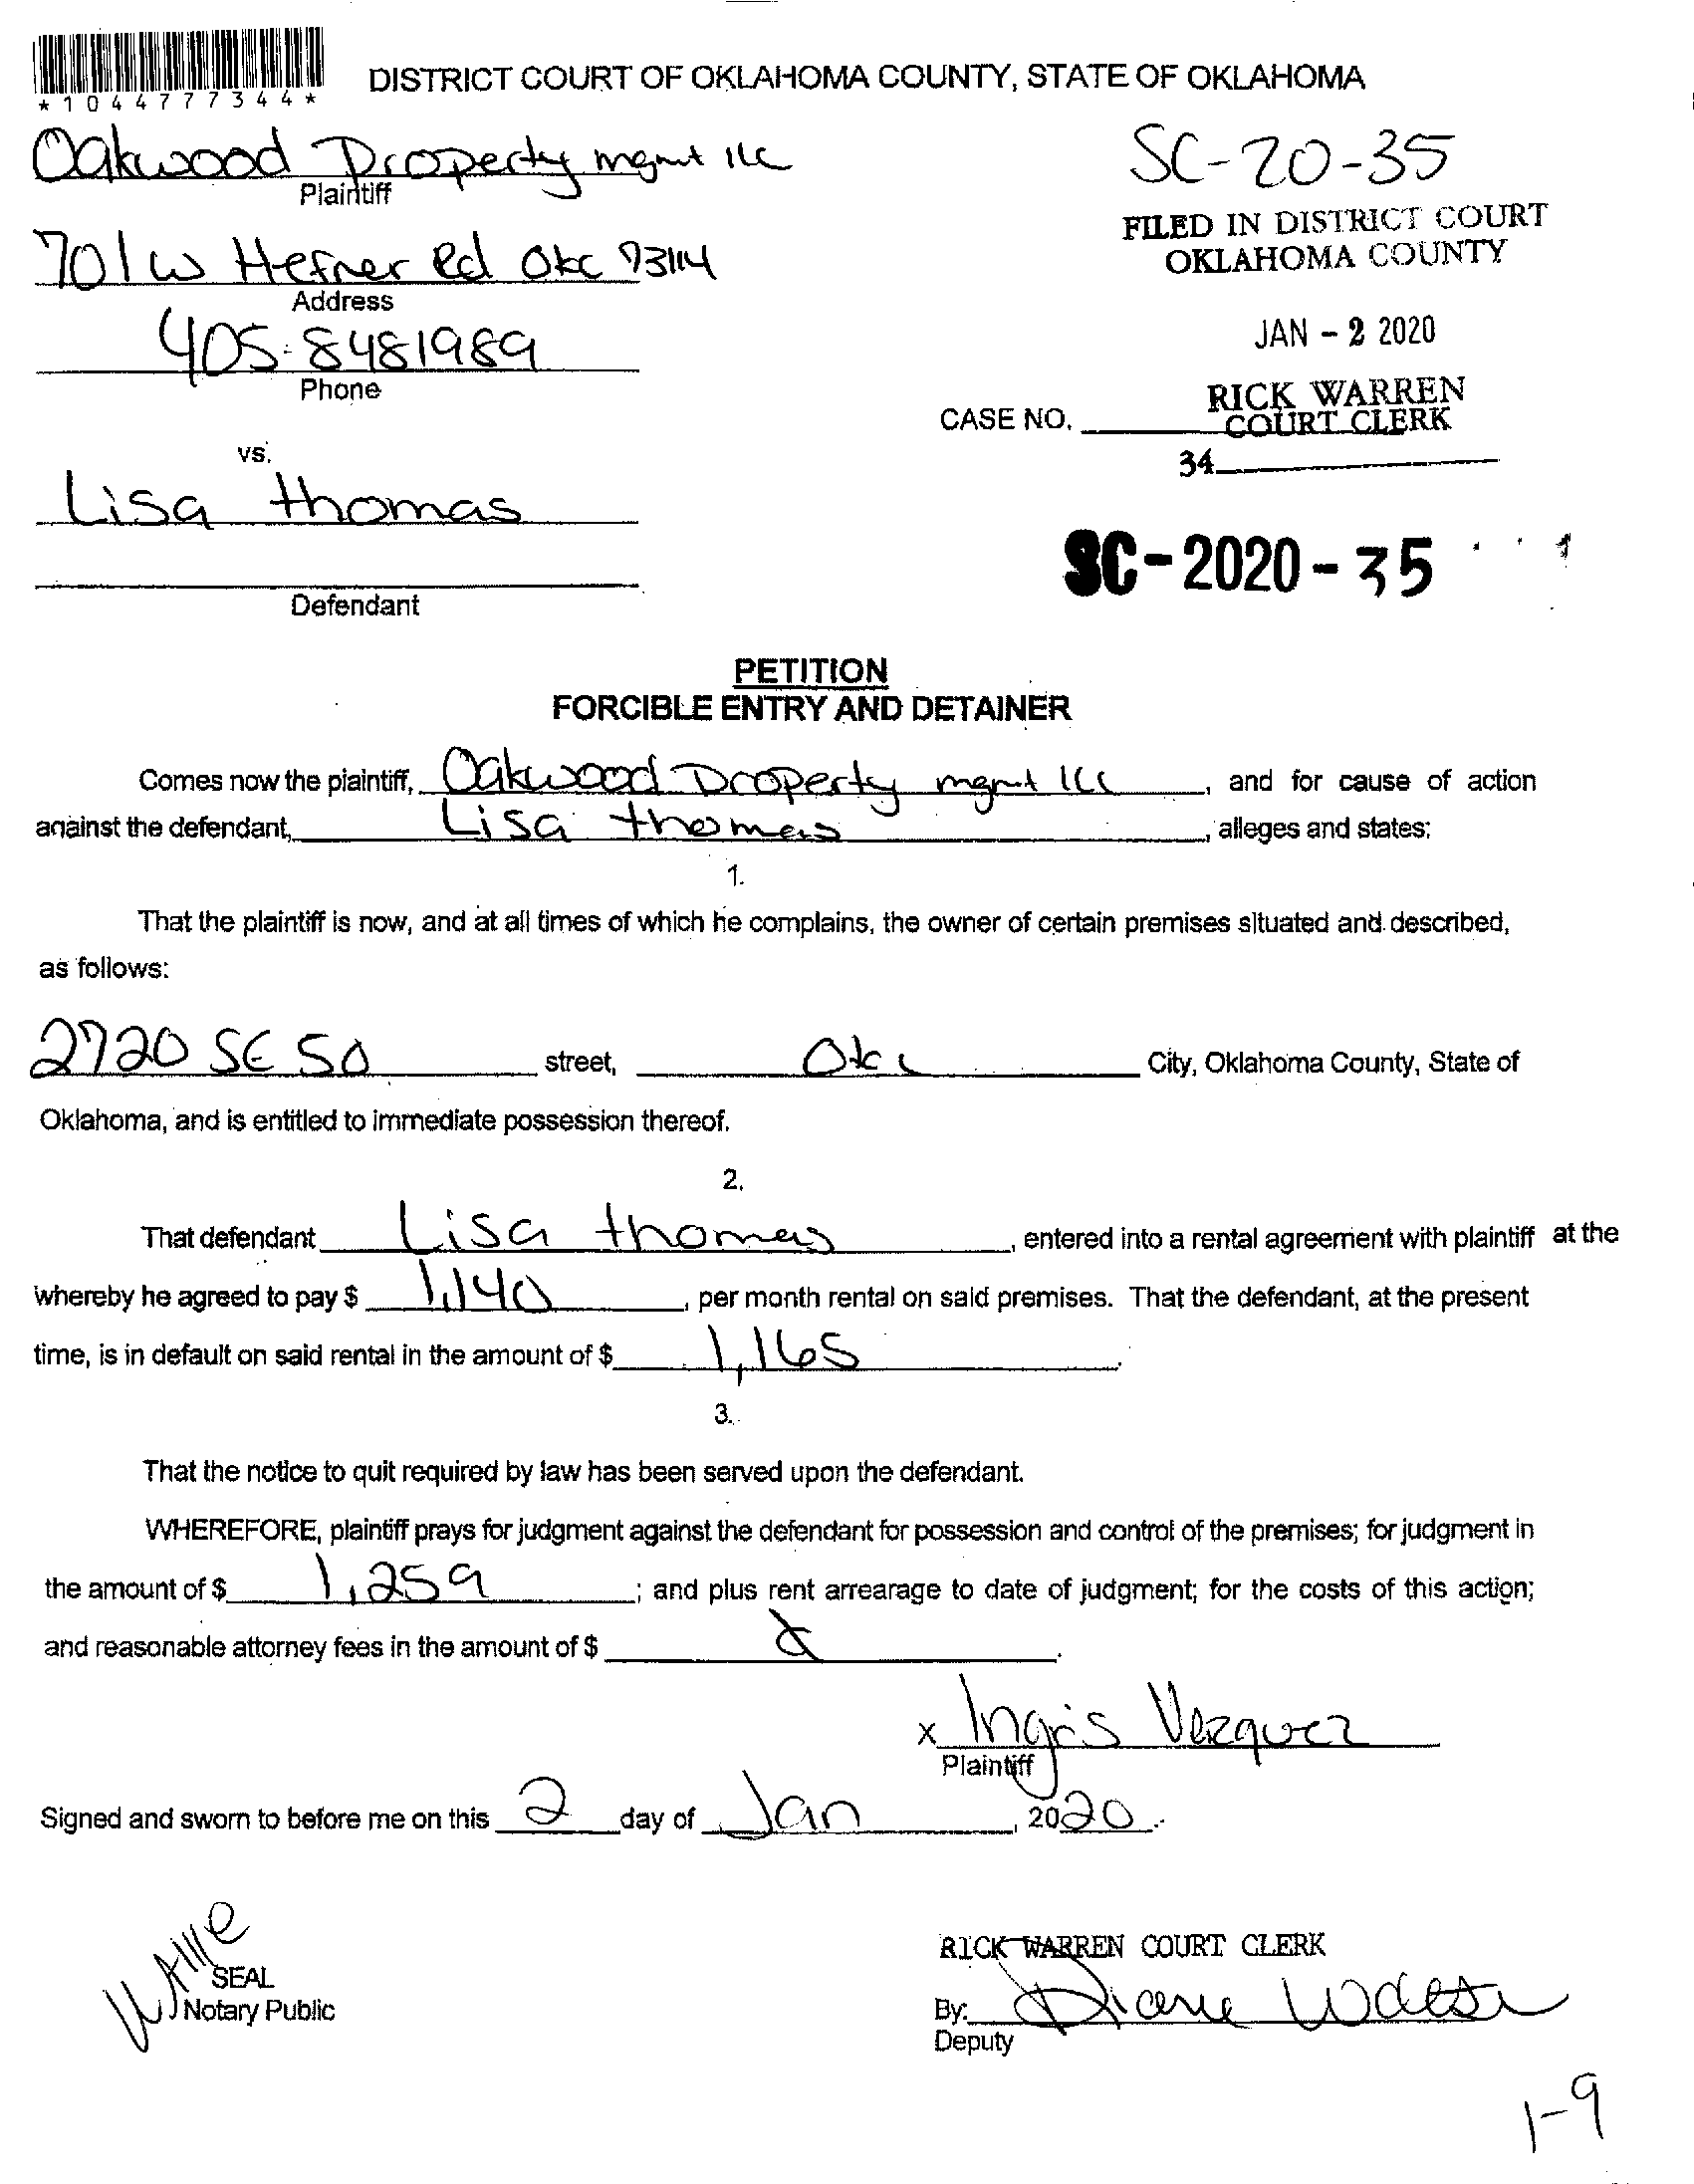 *1044777344*
DISTRICT COURT OF OKLAHOMA COUNTY, STATE OF OKLAHOMA
Oakwood Property mgmt llc
Plaintiff
SC-20-35
FILED IN DISTRICT COURT
OKLAHOMA COUNTY
701 W Hefner Rd Okc 73114
Address
JAN - 2 2020
405-8481989
Phone
RICK WARREN
COURT CLERK
CASE NO.
34
vs.
Lisa thomas
Defendant
SC-2020-35
PETITION
FORCIBLE ENTRY AND DETAINER
Comes now the plaintiff, Oakwood Property mgmt llc, and for cause of action
against the defendant, Lisa thomas, alleges and states:
1.
That the plaintiff is now, and at all times of which he complains, the owner of certain premises situated and described,
as follows:
2720 SE 50 street, Okc City, Oklahoma County, State of
Oklahoma, and is entitled to immediate possession thereof.
2.
That defendant Lisa thomas, entered into a rental agreement with plaintiff at the
whereby he agreed to pay $ 1,140, per month rental on said premises. That the defendant, at the present
time, is in default on said rental in the amount of $ 1,165.
3.
That the notice to quit required by law has been served upon the defendant.
WHEREFORE, plaintiff prays for judgment against the defendant for possession and control of the premises; for judgment in
the amount of $ 1,259; and plus rent arrearage to date of judgment; for the costs of this action;
and reasonable attorney fees in the amount of $
x Ingris Vezquez
Plaintiff
Signed and sworn to before me on this 2 day of Jan, 2020.
SEAL
Notary Public
RICK WARREN COURT CLERK
By: Diane
Deputy
1-9